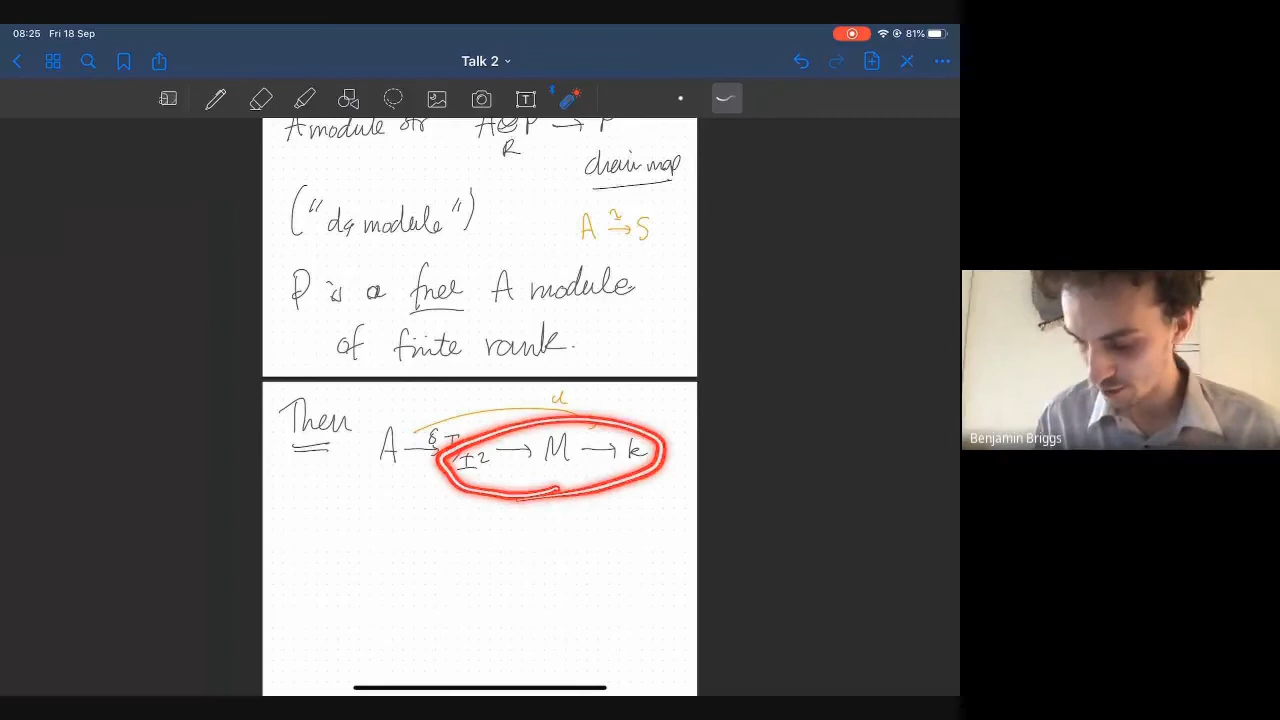 08:25 Fri 18 Sep
81%
Talk 2
A module str A⊗P → P
R
chain map
("dg module")
A ≃→ S
P is a free A module
of finite rank.
Then
A →δ I/I² → M → k
d
Benjamin Briggs